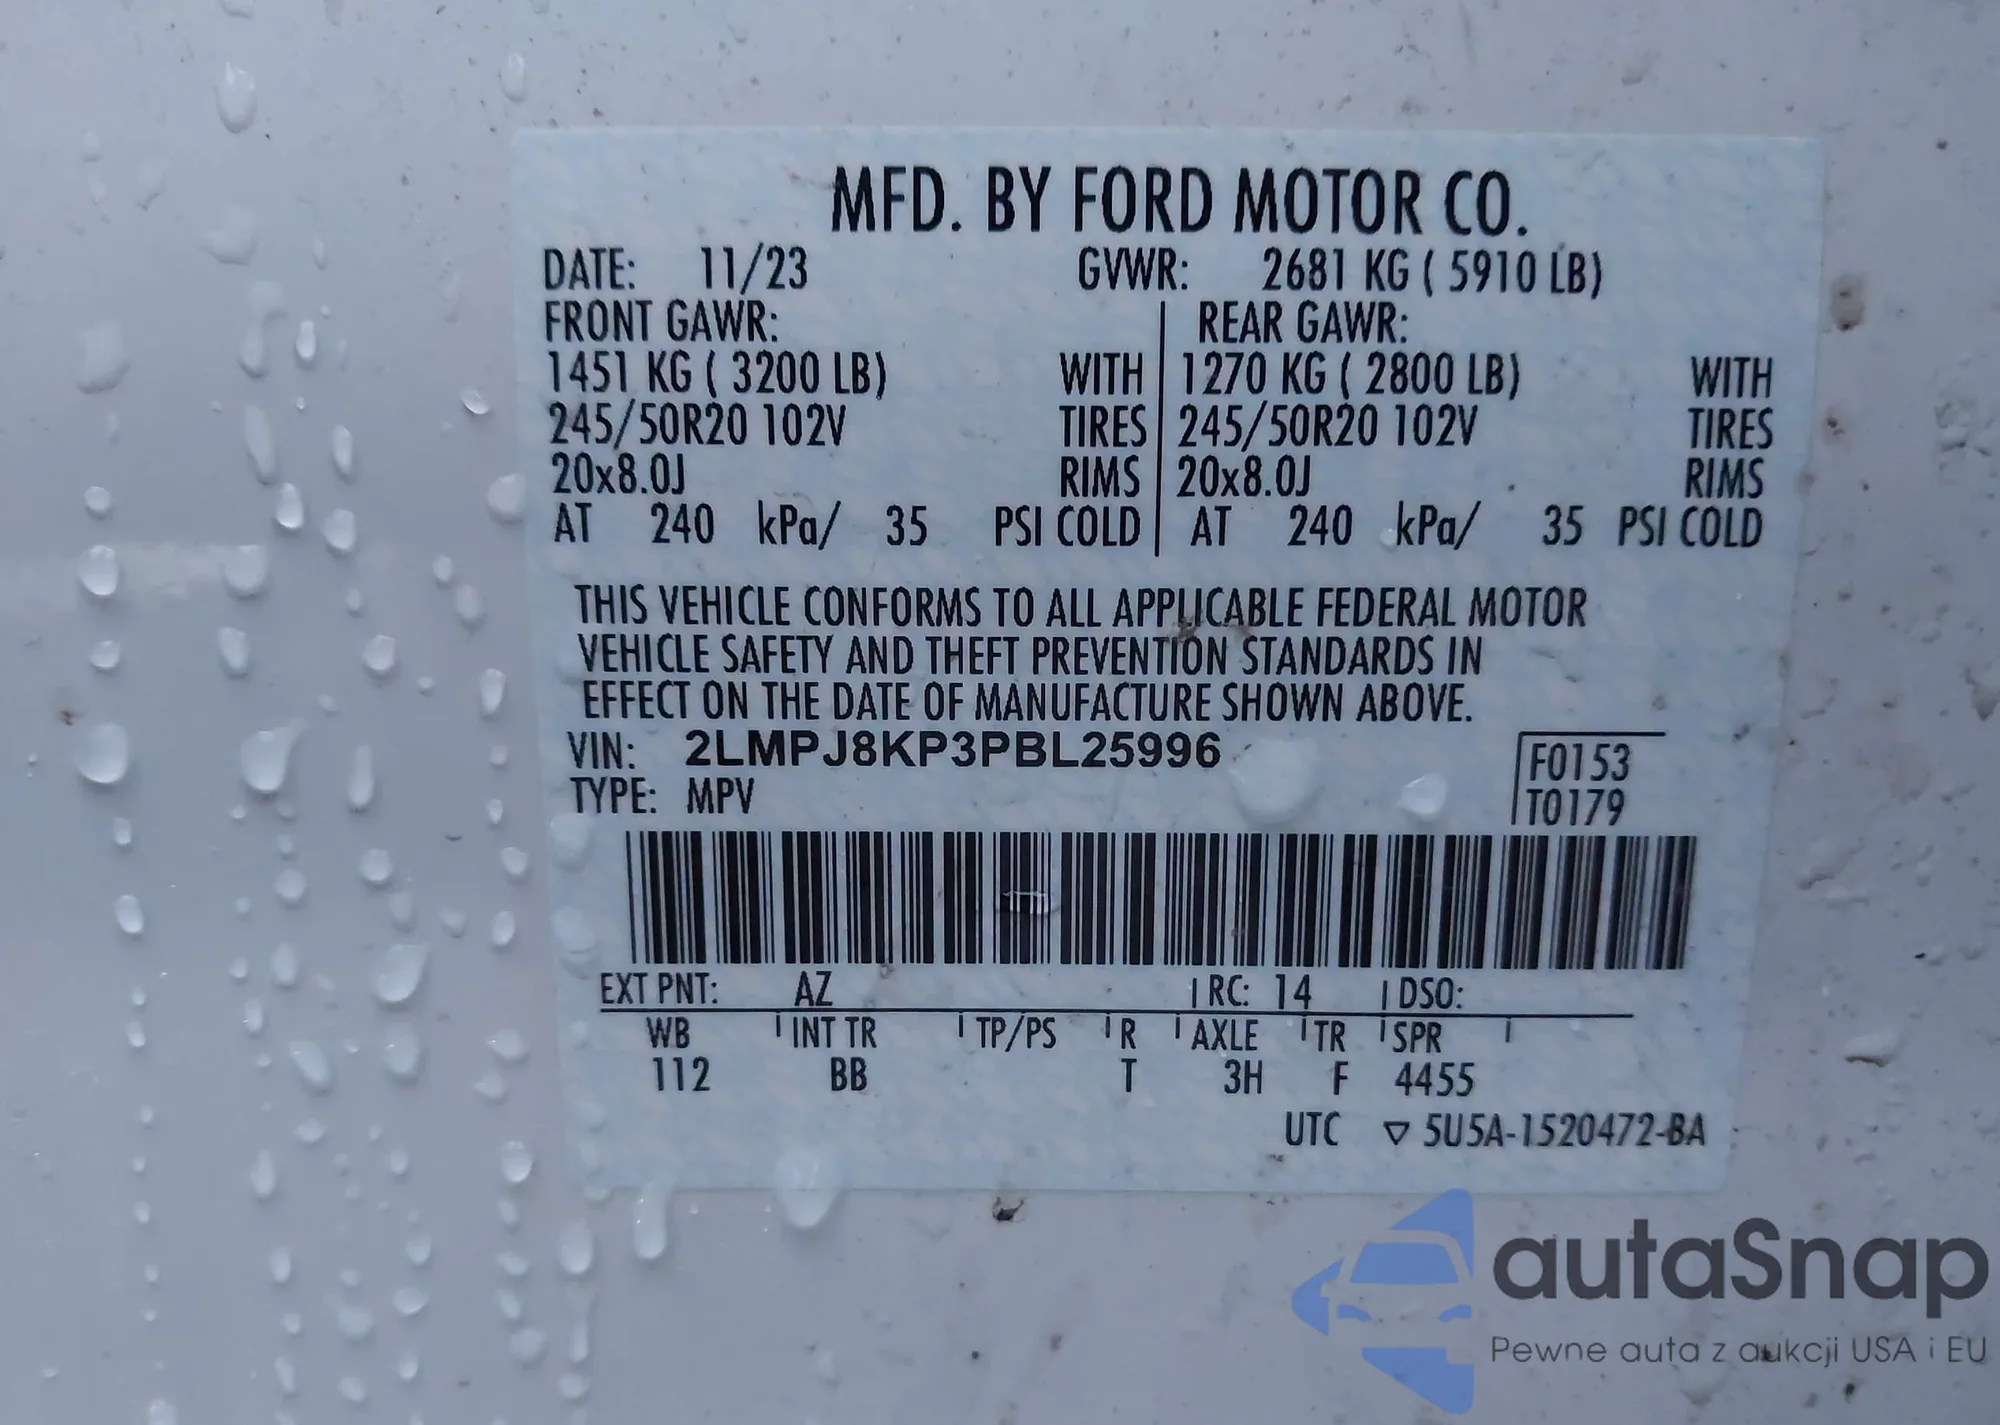 MFD. BY FORD MOTOR CO.
DATE: 11/23 GVWR: 2681 KG ( 5910 LB)
FRONT GAWR: REAR GAWR:
1451 KG ( 3200 LB) WITH 1270 KG ( 2800 LB) WITH
245/50R20 102V TIRES 245/50R20 102V TIRES
20x8.0J RIMS 20x8.0J RIMS
AT 240 kPa/ 35 PSI COLD AT 240 kPa/ 35 PSI COLD
THIS VEHICLE CONFORMS TO ALL APPLICABLE FEDERAL MOTOR
VEHICLE SAFETY AND THEFT PREVENTION STANDARDS IN
EFFECT ON THE DATE OF MANUFACTURE SHOWN ABOVE.
VIN: 2LMPJ8KP3PBL25996 F0153
TYPE: MPV T0179
EXT PNT: AZ RC: 14 DSO:
WB INT TR TP/PS R AXLE TR SPR
112 BB T 3H F 4455
UTC ▽ 5U5A-1520472-BA
autaSnap
Pewne auta z aukcji USA i EU